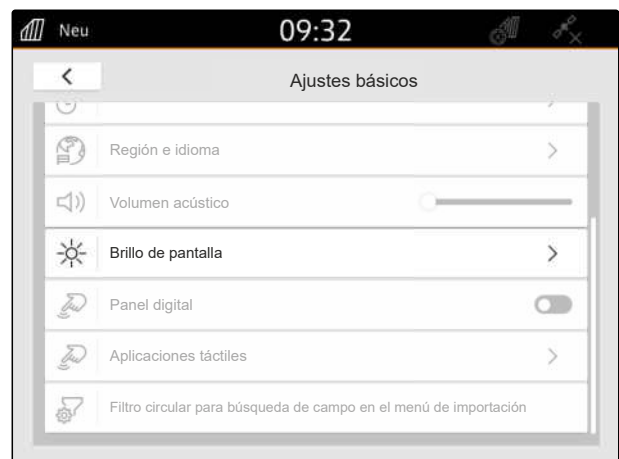 Neu 09:32
Ajustes básicos
Región e idioma
Volumen acústico
Brillo de pantalla
Panel digital
Aplicaciones táctiles
Filtro circular para búsqueda de campo en el menú de importación